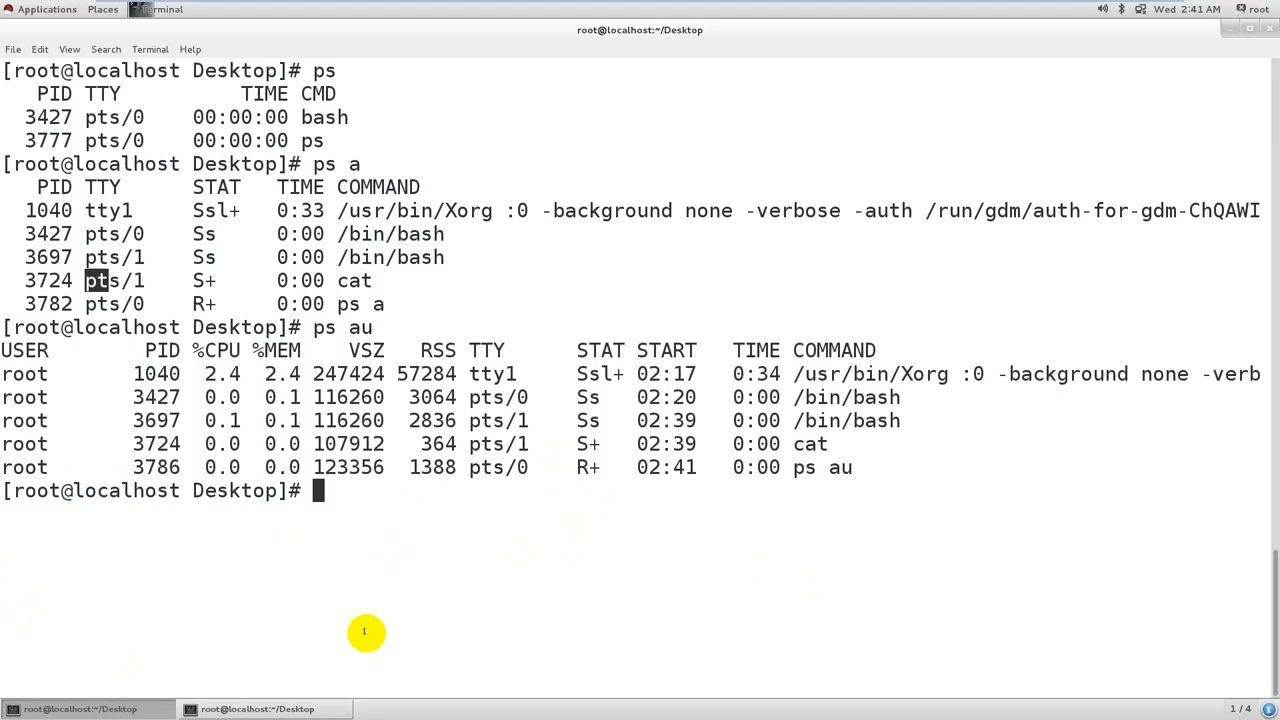 Applications Places Terminal Wed 2:41 AM root
root@localhost:~/Desktop
File Edit View Search Terminal Help
[root@localhost Desktop]# ps
PID TTY TIME CMD
3427 pts/0 00:00:00 bash
3777 pts/0 00:00:00 ps
[root@localhost Desktop]# ps a
PID TTY STAT TIME COMMAND
1040 tty1 Ssl+ 0:33 /usr/bin/Xorg :0 -background none -verbose -auth /run/gdm/auth-for-gdm-ChQAWI
3427 pts/0 Ss 0:00 /bin/bash
3697 pts/1 Ss 0:00 /bin/bash
3724 pts/1 S+ 0:00 cat
3782 pts/0 R+ 0:00 ps a
[root@localhost Desktop]# ps au
USER PID %CPU %MEM VSZ RSS TTY STAT START TIME COMMAND
root 1040 2.4 2.4 247424 57284 tty1 Ssl+ 02:17 0:34 /usr/bin/Xorg :0 -background none -verb
root 3427 0.0 0.1 116260 3064 pts/0 Ss 02:20 0:00 /bin/bash
root 3697 0.1 0.1 116260 2836 pts/1 Ss 02:39 0:00 /bin/bash
root 3724 0.0 0.0 107912 364 pts/1 S+ 02:39 0:00 cat
root 3786 0.0 0.0 123356 1388 pts/0 R+ 02:41 0:00 ps au
[root@localhost Desktop]#
root@localhost:~/Desktop root@localhost:~/Desktop 1 / 4